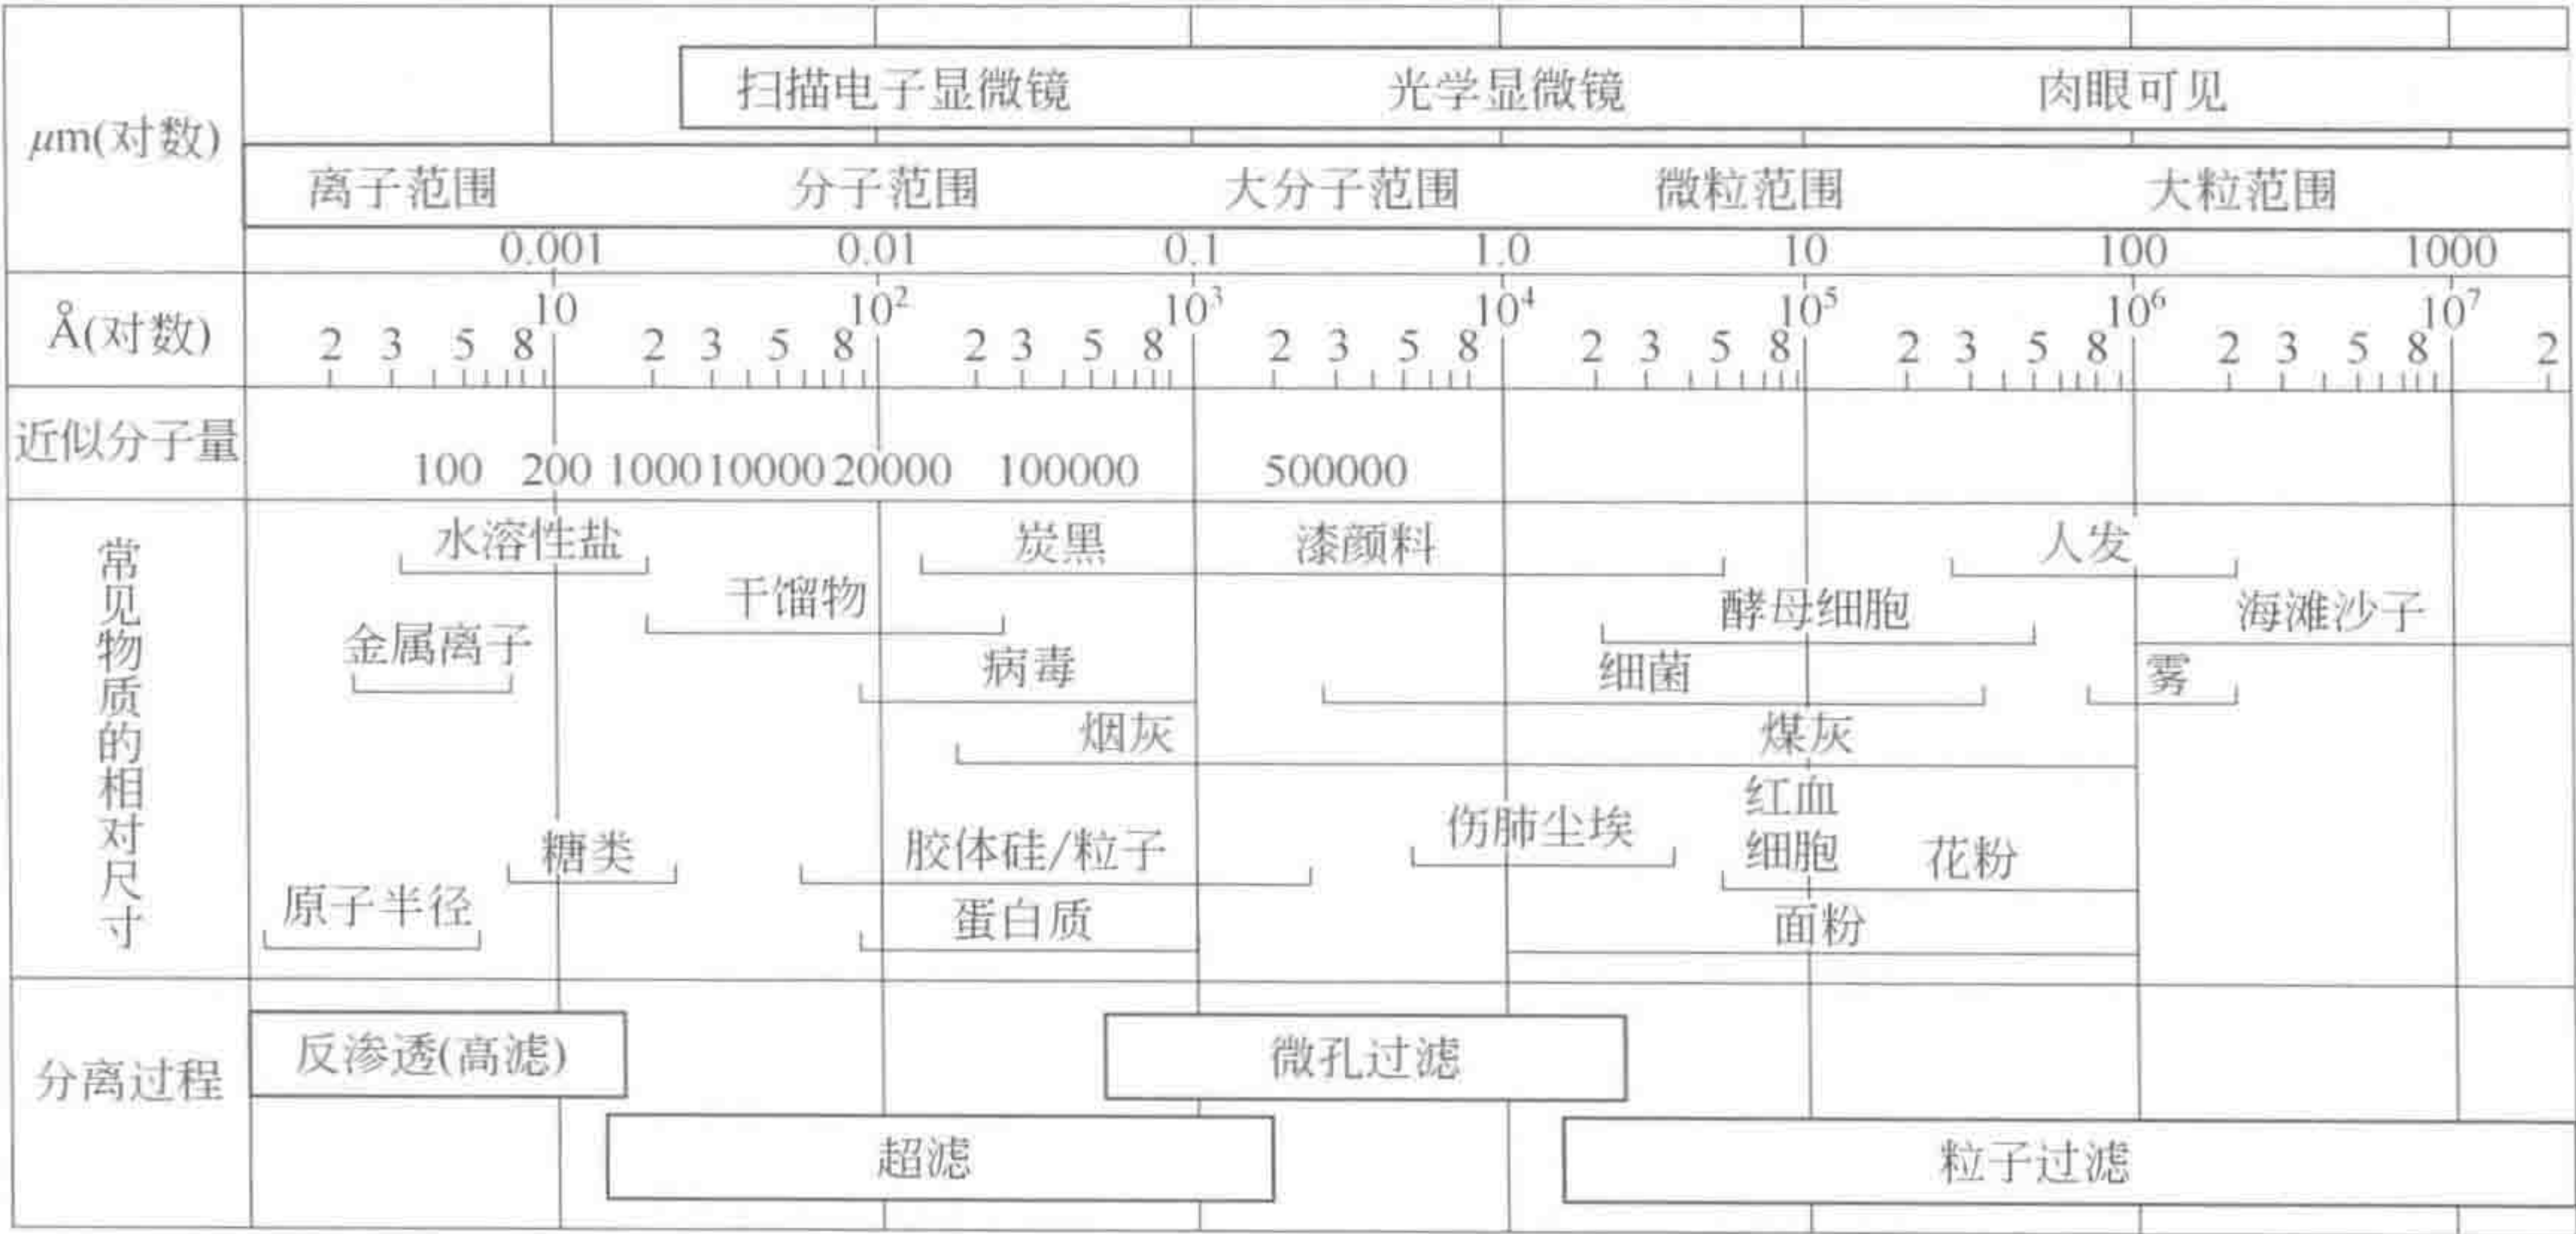 扫描电子显微镜 光学显微镜 肉眼可见
μm(对数)
离子范围 分子范围 大分子范围 微粒范围 大粒范围
0.001 0.01 0.1 1.0 10 100 1000
Å(对数)
10 10² 10³ 10⁴ 10⁵ 10⁶ 10⁷
2 3 5 8 2 3 5 8 2 3 5 8 2 3 5 8 2 3 5 8 2 3 5 8 2 3 5 8 2
近似分子量
100 200 1000 10000 20000 100000 500000
常见物质的相对尺寸
水溶性盐 炭黑 漆颜料 人发
干馏物 酵母细胞 海滩沙子
金属离子 病毒 细菌 雾
烟灰 煤灰
糖类 胶体硅/粒子 伤肺尘埃 红血
细胞 花粉
原子半径 蛋白质 面粉
分离过程
反渗透(高滤) 微孔过滤
超滤 粒子过滤